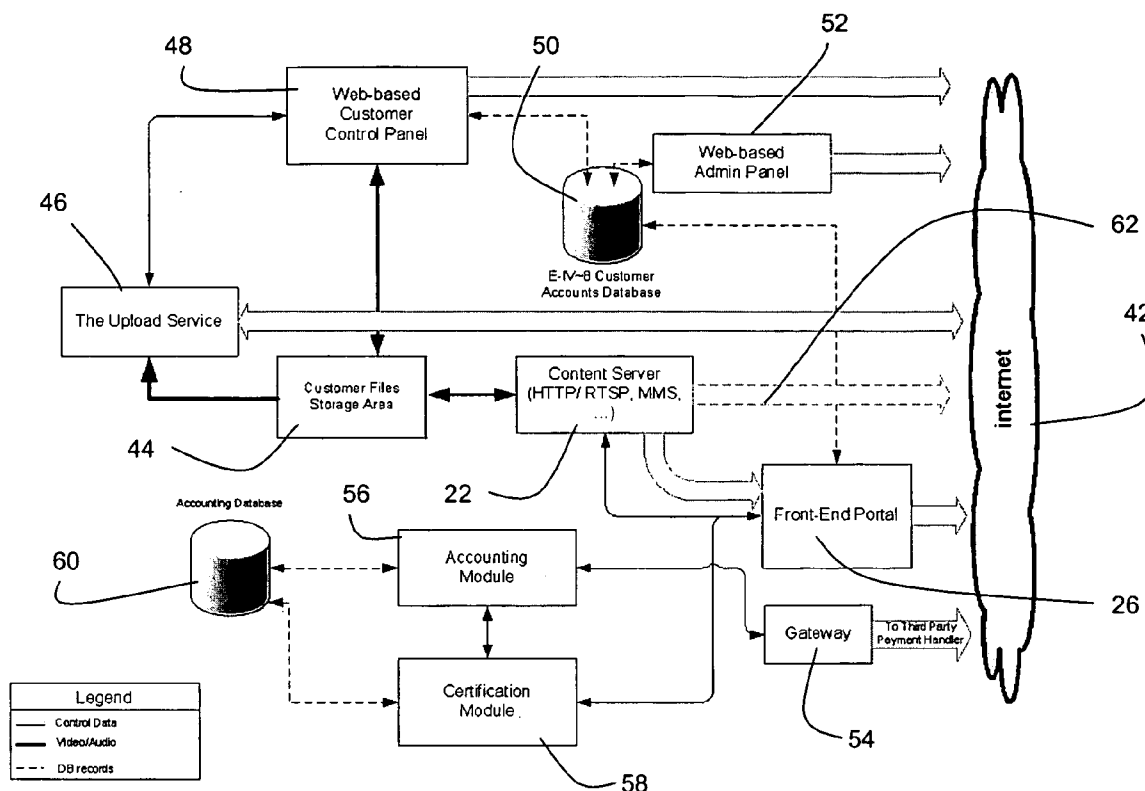 48
50
52
Web-based
Customer
Control Panel
Web-based
Admin Panel
46
62
E-IV~8 Customer
Accounts Database
The Upload Service
42
Customer Files
Storage Area
Content Server
(HTTP/ RTSP, MMS,
...)
internet
44
22
Accounting Database
56
Front-End Portal
Accounting
Module
60
26
Gateway
To Third Party
Payment Handler
Certification
Module
54
58
Legend
Control Data
Video/Audio
DB records